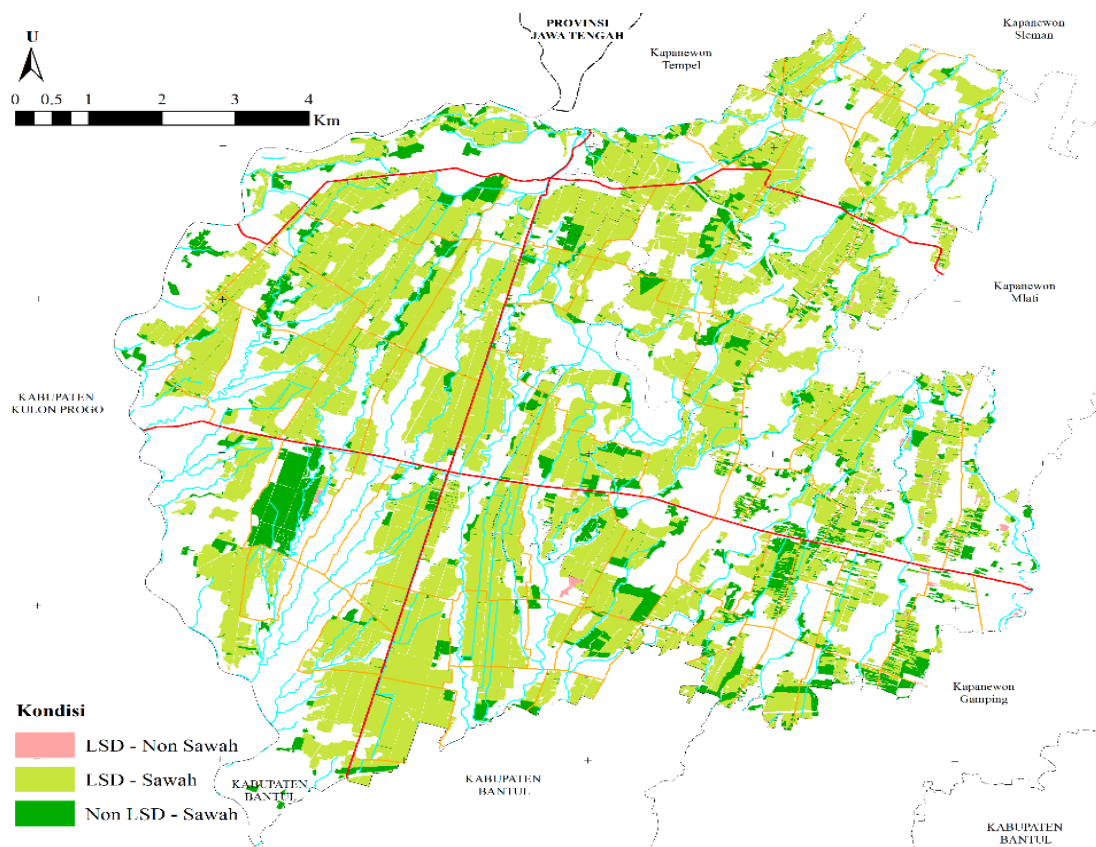 PROVINSI
JAWA TENGAH
Kapanewon
Sleman
Kapanewon
Tempel
U
0 0,5 1 2 3 4
Km
Kapanewon
Mlati
KABUPATEN
KULON PROGO
Kapanewon
Gamping
Kondisi
LSD - Non Sawah
LSD - Sawah
Non LSD - Sawah
KABUPATEN
BANTUL
KABUPATEN
BANTUL
KABUPATEN
BANTUL